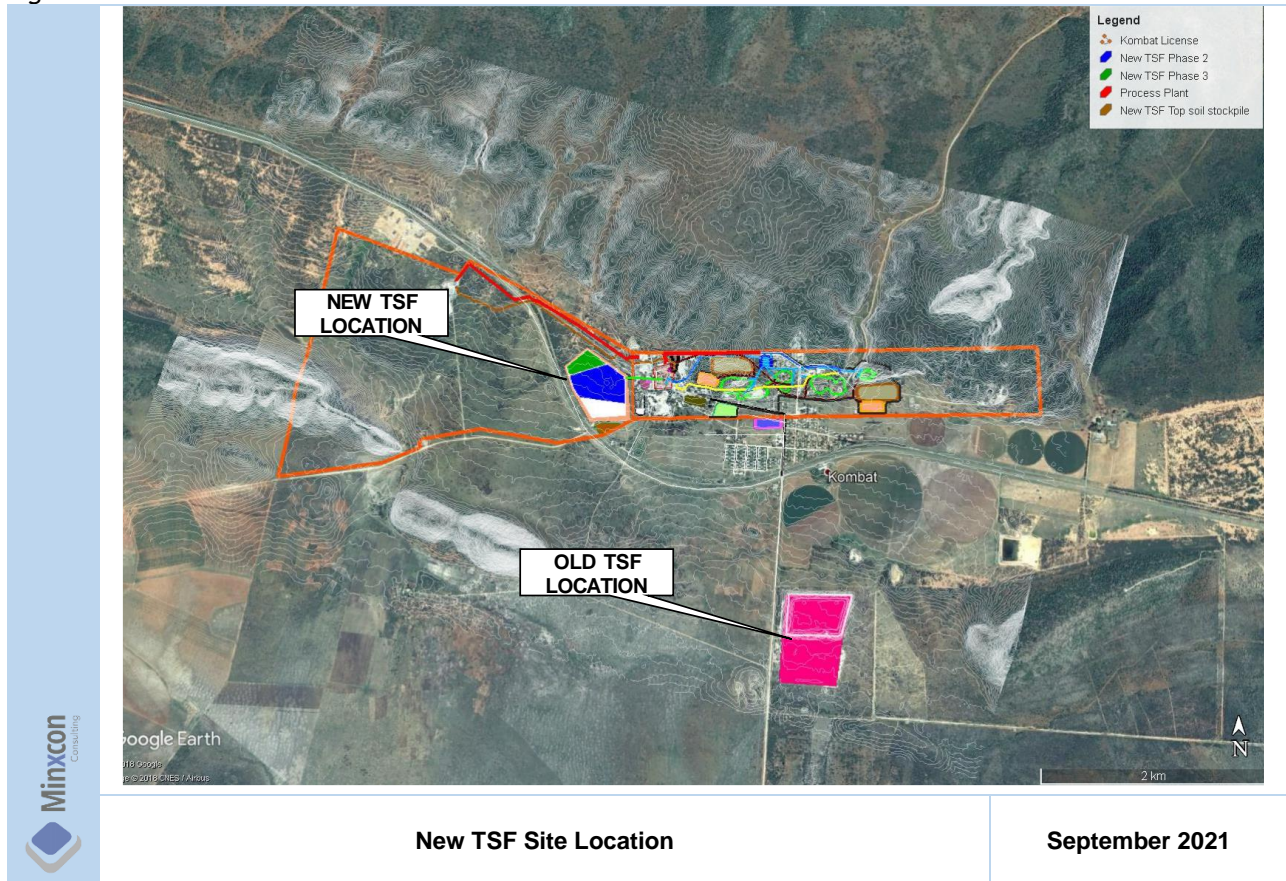 Legend
Kombat License
New TSF Phase 2
New TSF Phase 3
Process Plant
New TSF Top soil stockpile
NEW TSF
LOCATION
Kombat
OLD TSF
LOCATION
Google Earth
N
2 km
Minxcon
Consulting
New TSF Site Location
September 2021